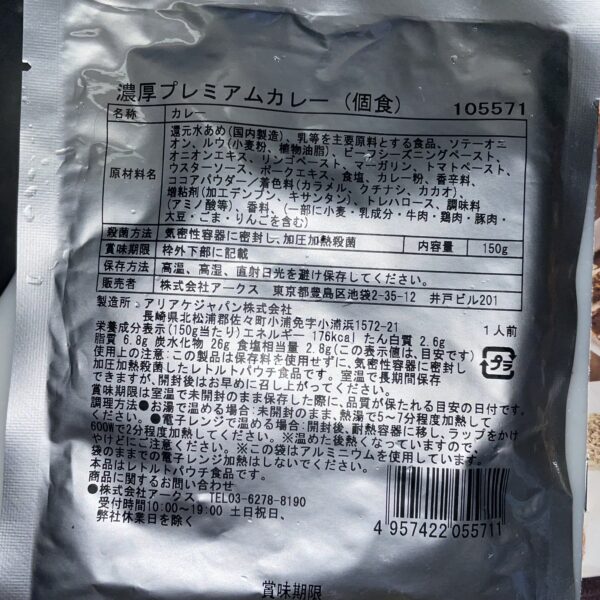 濃厚プレミアムカレー（個食） 105571
名称 カレー
原材料名 還元水あめ(国内製造)、乳等を主要原料とする食品、ソテーオニ
オン、ルウ(小麦粉、植物油脂)、ビーフシーズニングペースト、
オニオンエキス、リンゴペースト、マーガリン、トマトペースト、
ウスターソース、ポークエキス、食塩、カレー粉、香辛料、
ココアパウダー、着色料(カラメル、クチナシ、カカオ)、
増粘剤(加工デンプン、キサンタン)、トレハロース、調味料
(アミノ酸等)、香料、(一部に小麦・乳成分・牛肉・鶏肉・豚肉・
大豆・ごま・りんごを含む)
殺菌方法 気密性容器に密封し、加圧加熱殺菌 内容量 150g
賞味期限 枠外下部に記載
保存方法 高温、高湿、直射日光を避け保存してください。
販売者 株式会社アークス 東京都豊島区池袋2-35-12 井戸ビル201
製造所：アリアケジャパン株式会社
長崎県北松浦郡佐々町小浦免字小浦浜1572-21
栄養成分表示(150g当たり)エネルギー 176kcal たん白質 2.6g 1人前
脂質 6.8g 炭水化物 26g 食塩相当量 2.8g(この表示値は、目安です)
使用上の注意：この製品は保存料を使用せずに、気密性容器に密封し
加圧加熱殺菌したレトルトパウチ食品です。室温で長期間保存
できますが、開封後はお早めに召し上がってください。
プラ
賞味期限は室温で未開封のまま保存した際に、品質が保たれる目安の日付です。
調理方法●お湯で温める場合：未開封のまま、熱湯で5~7分程度加熱して
ください。●電子レンジで温める場合：開封後、耐熱容器に移し、ラップをかけ
600Wで2分程度加熱してください。※温めた後熱くなっていますので、
やけどにご注意ください。※この袋はアルミニウムを使用しています。
袋のままでの電子レンジ加熱はしないでください。
本品はレトルトパウチ食品です。
商品に関するお問い合わせ
●株式会社アークス TEL03-6278-8190
受付時間10:00~19:00 土日祝日、
弊社休業日を除く
4 957422 055711
賞味期限